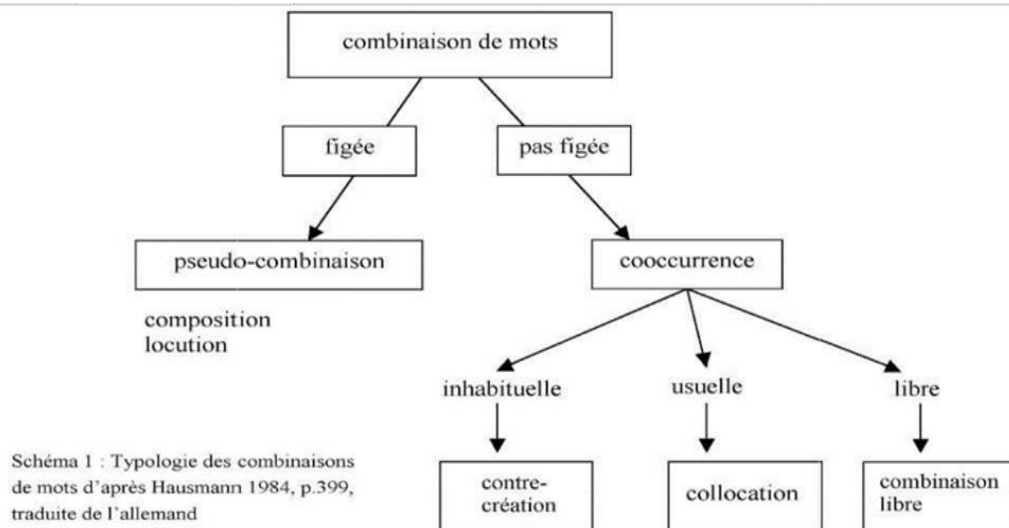 combinaison de mots
figée
pas figée
pseudo-combinaison
cooccurrence
composition
locution
inhabituelle
usuelle
libre
contre-
création
collocation
combinaison
libre
Schéma 1 : Typologie des combinaisons
de mots d'après Hausmann 1984, p.399,
traduite de l'allemand